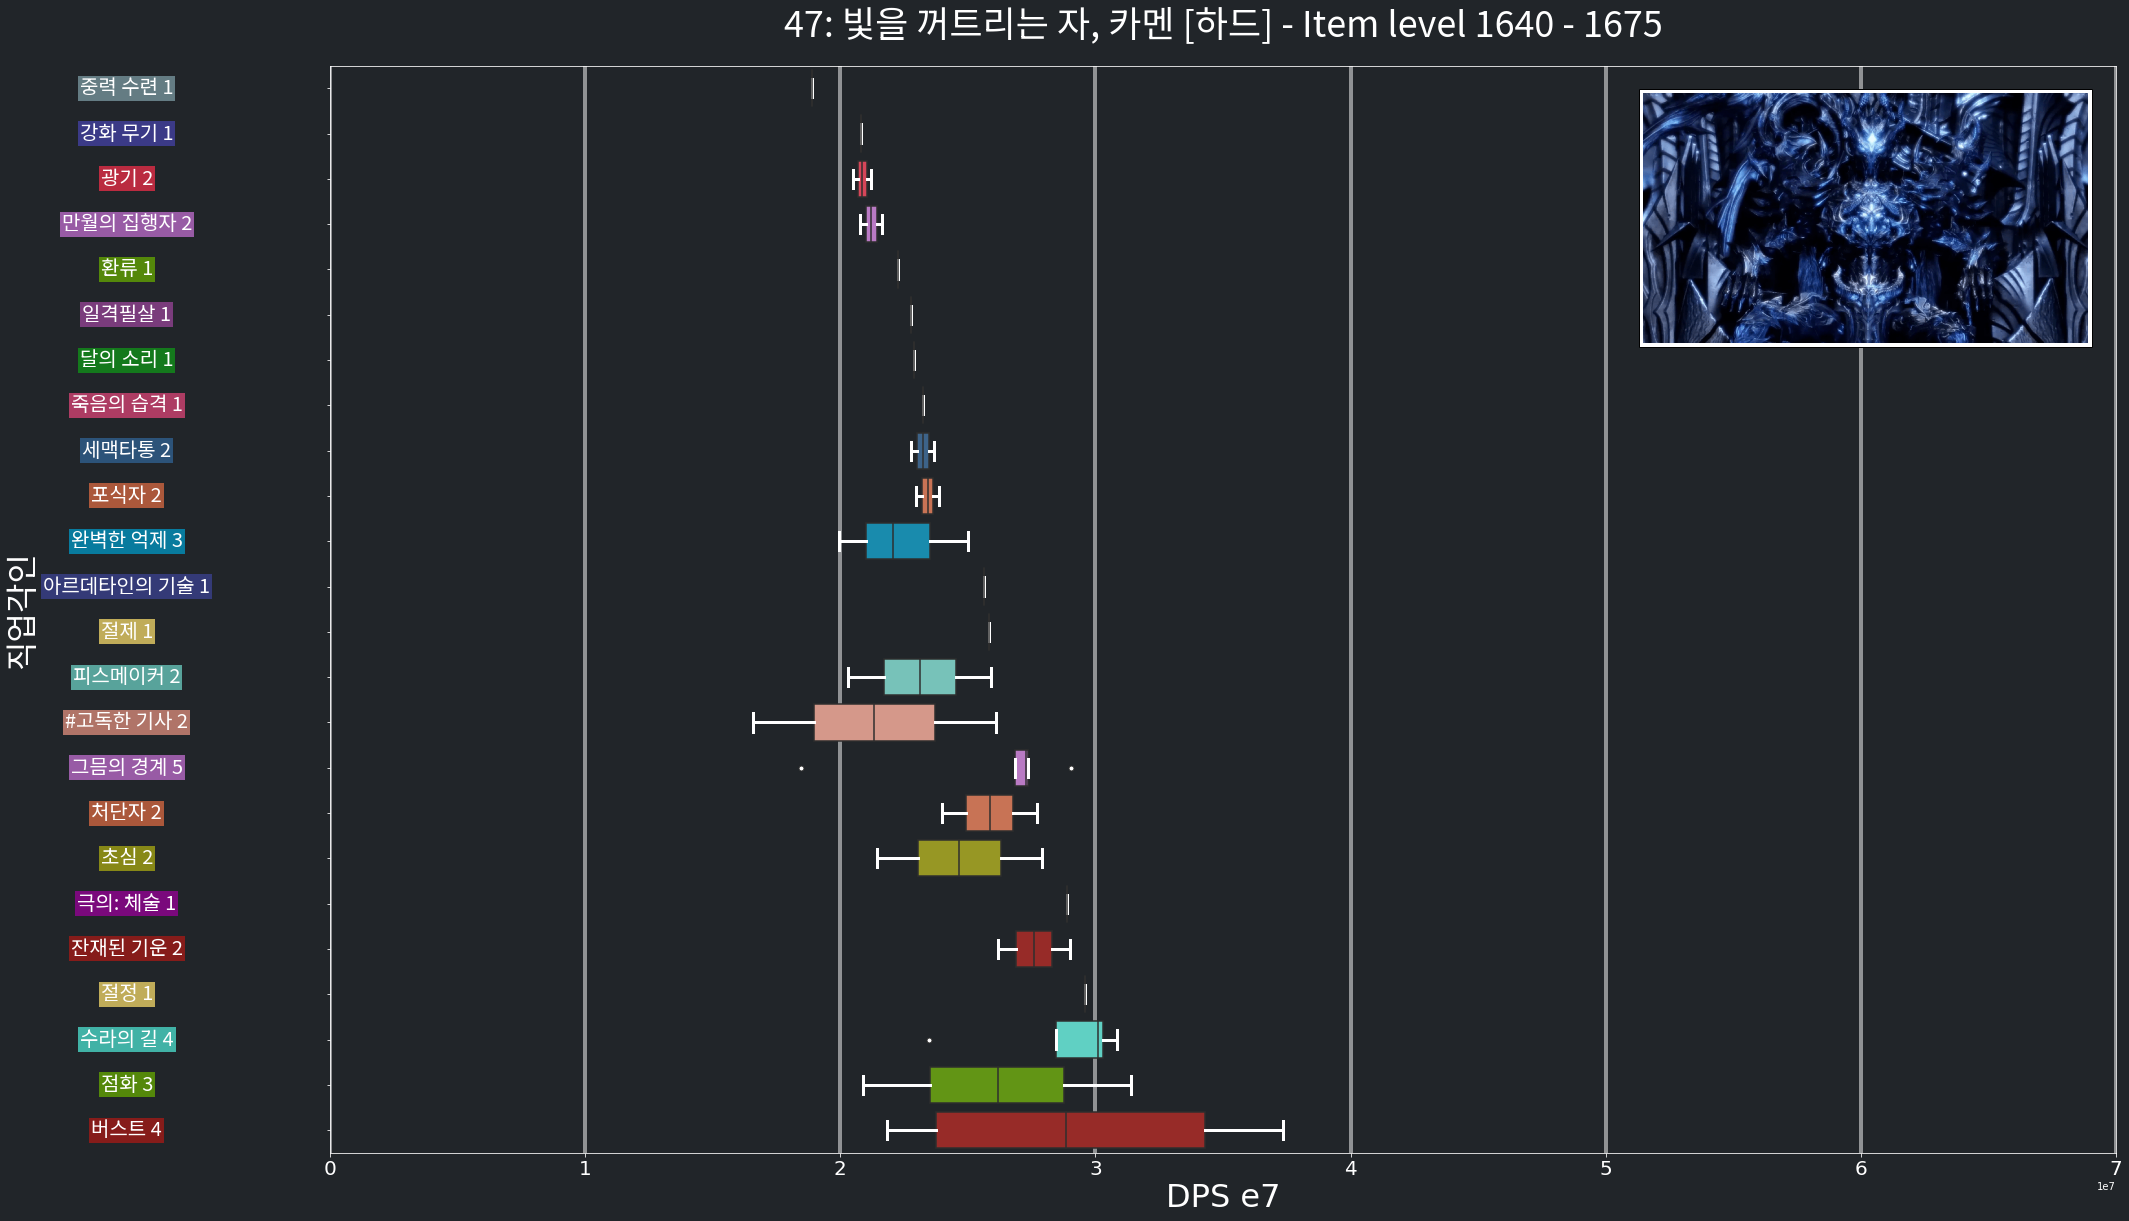 47: 빛을 꺼트리는 자, 카멘 [하드] - Item level 1640 - 1675
직업각인
중력 수련 1
강화 무기 1
광기 2
만월의 집행자 2
환류 1
일격필살 1
달의 소리 1
죽음의 습격 1
세맥타통 2
포식자 2
완벽한 억제 3
아르데타인의 기술 1
절제 1
피스메이커 2
#고독한 기사 2
그믐의 경계 5
처단자 2
초심 2
극의: 체술 1
잔재된 기운 2
절정 1
수라의 길 4
점화 3
버스트 4
0 1 2 3 4 5 6 7
1e7
DPS e7